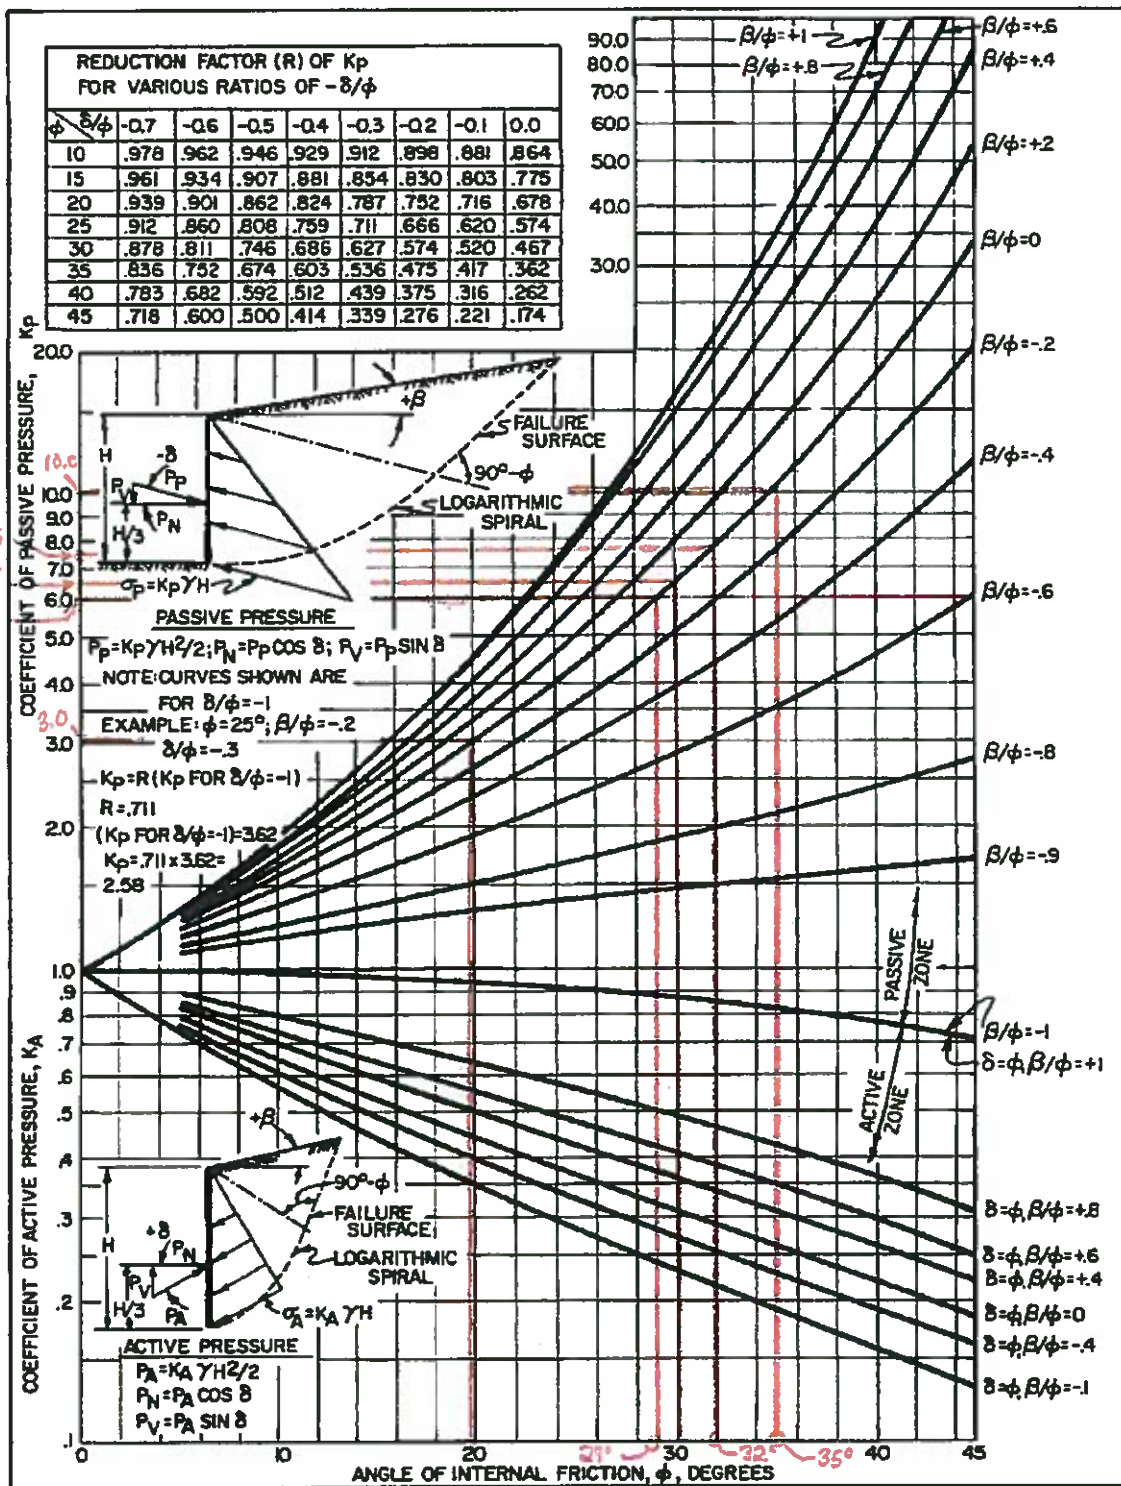 REDUCTION FACTOR (R) OF Kp
FOR VARIOUS RATIOS OF -δ/ϕ
ϕ δ/ϕ -0.7 -0.6 -0.5 -0.4 -0.3 -0.2 -0.1 0.0
10 .978 .962 .946 .929 .912 .898 .881 .864
15 .961 .934 .907 .881 .854 .830 .803 .775
20 .939 .901 .862 .824 .787 .752 .716 .678
25 .912 .860 .808 .759 .711 .666 .620 .574
30 .878 .811 .746 .686 .627 .574 .520 .467
35 .836 .752 .674 .603 .536 .475 .417 .362
40 .783 .682 .592 .512 .439 .375 .316 .262
45 .718 .600 .500 .414 .339 .276 .221 .174
β/ϕ=+1
β/ϕ=+.8
β/ϕ=+.6
β/ϕ=+.4
β/ϕ=+.2
β/ϕ=0
β/ϕ=-.2
β/ϕ=-.4
β/ϕ=-.6
β/ϕ=-.8
β/ϕ=-.9
β/ϕ=-1
δ=ϕ,β/ϕ=+1
δ=ϕ,β/ϕ=+.8
δ=ϕ,β/ϕ=+.6
δ=ϕ,β/ϕ=+.4
δ=ϕ,β/ϕ=0
δ=ϕ,β/ϕ=-.4
δ=ϕ,β/ϕ=-.1
90.0
80.0
70.0
60.0
50.0
40.0
30.0
20.0
10.0
9.0
8.0
7.0
6.0
5.0
4.0
3.0
2.0
1.0
.9
.8
.7
.6
.5
.4
.3
.2
.1
COEFFICIENT OF PASSIVE PRESSURE, Kp
COEFFICIENT OF ACTIVE PRESSURE, KA
3.0
+β
H
-δ
Pp
PV
PN
H/3
FAILURE
SURFACE
90°-ϕ
LOGARITHMIC
SPIRAL
σP=KpγH
PASSIVE PRESSURE
PP=KpγH2/2; PN=PP COS δ; PV=PP SIN δ
NOTE: CURVES SHOWN ARE
FOR δ/ϕ=-1
EXAMPLE: ϕ=25°; β/ϕ=-.2
δ/ϕ=-.3
Kp=R(Kp FOR δ/ϕ=-1)
R=.711
(Kp FOR δ/ϕ=-1)=3.62
Kp=.711x3.62=
2.58
PASSIVE
ZONE
ACTIVE
ZONE
+β
90°-ϕ
FAILURE
SURFACE
LOGARITHMIC
SPIRAL
H
+δ
PN
PV
PA
H/3
σA=KAγH
ACTIVE PRESSURE
PA=KAγH2/2
PN=PA COS δ
PV=PA SIN δ
0 10 20 30 40 45
29° 32° 35°
ANGLE OF INTERNAL FRICTION, ϕ, DEGREES